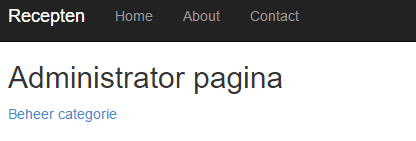 Recepten Home About Contact
Administrator pagina
Beheer categorie